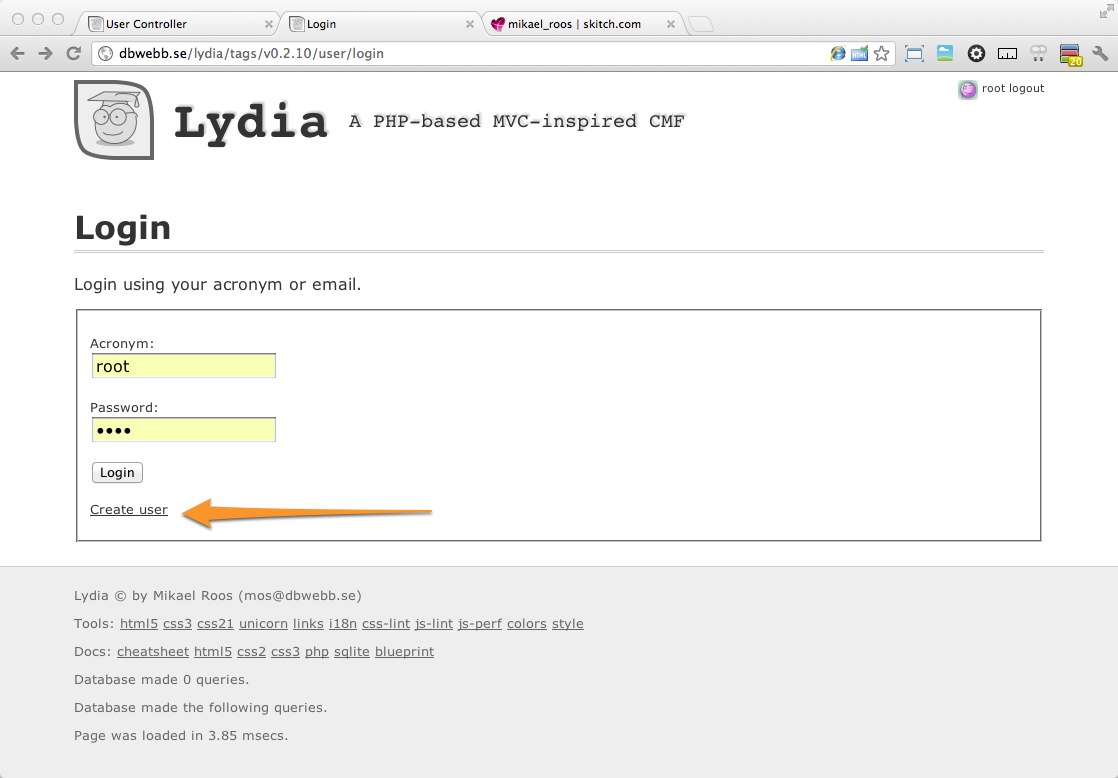 User Controller
Login
mikael_roos | skitch.com
dbwebb.se/lydia/tags/v0.2.10/user/login
HTML
20
root logout
Lydia A PHP-based MVC-inspired CMF
Login
Login using your acronym or email.
Acronym:
root
Password:
••••
Login
Create user
Lydia © by Mikael Roos (mos@dbwebb.se)
Tools: html5 css3 css21 unicorn links i18n css-lint js-lint js-perf colors style
Docs: cheatsheet html5 css2 css3 php sqlite blueprint
Database made 0 queries.
Database made the following queries.
Page was loaded in 3.85 msecs.